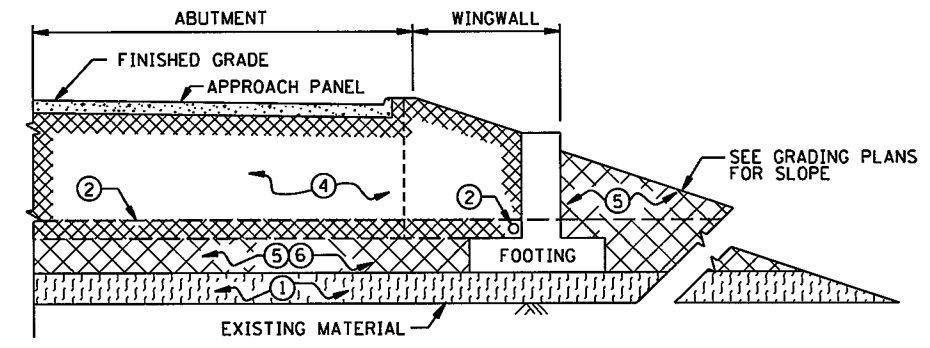 ABUTMENT
WINGWALL
FINISHED GRADE
APPROACH PANEL
SEE GRADING PLANS
FOR SLOPE
4
2
2
5
5 6
FOOTING
1
EXISTING MATERIAL